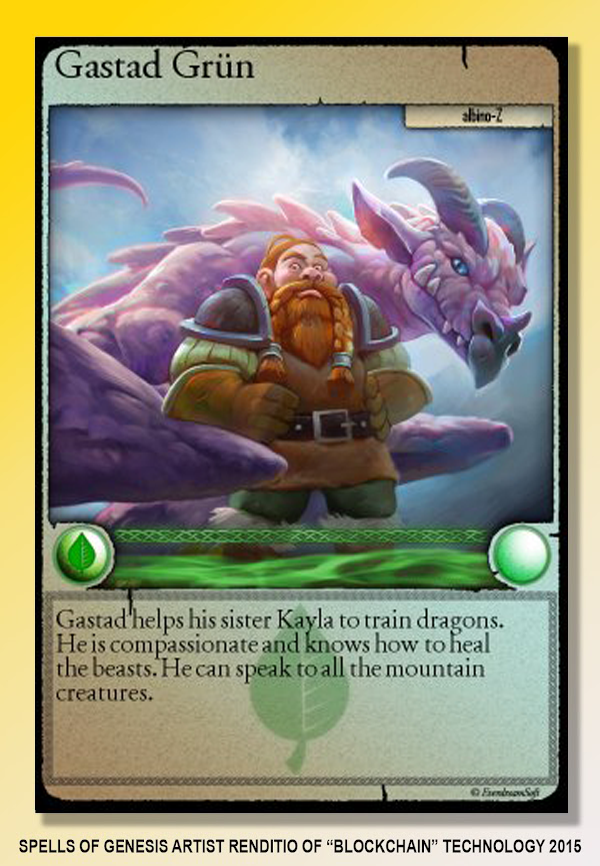 Gastad Grün
albino-Z
Gastad helps his sister Kayla to train dragons.
He is compassionate and knows how to heal
the beasts. He can speak to all the mountain
creatures.
© EverdreamSoft
SPELLS OF GENESIS ARTIST RENDITIO OF “BLOCKCHAIN” TECHNOLOGY 2015